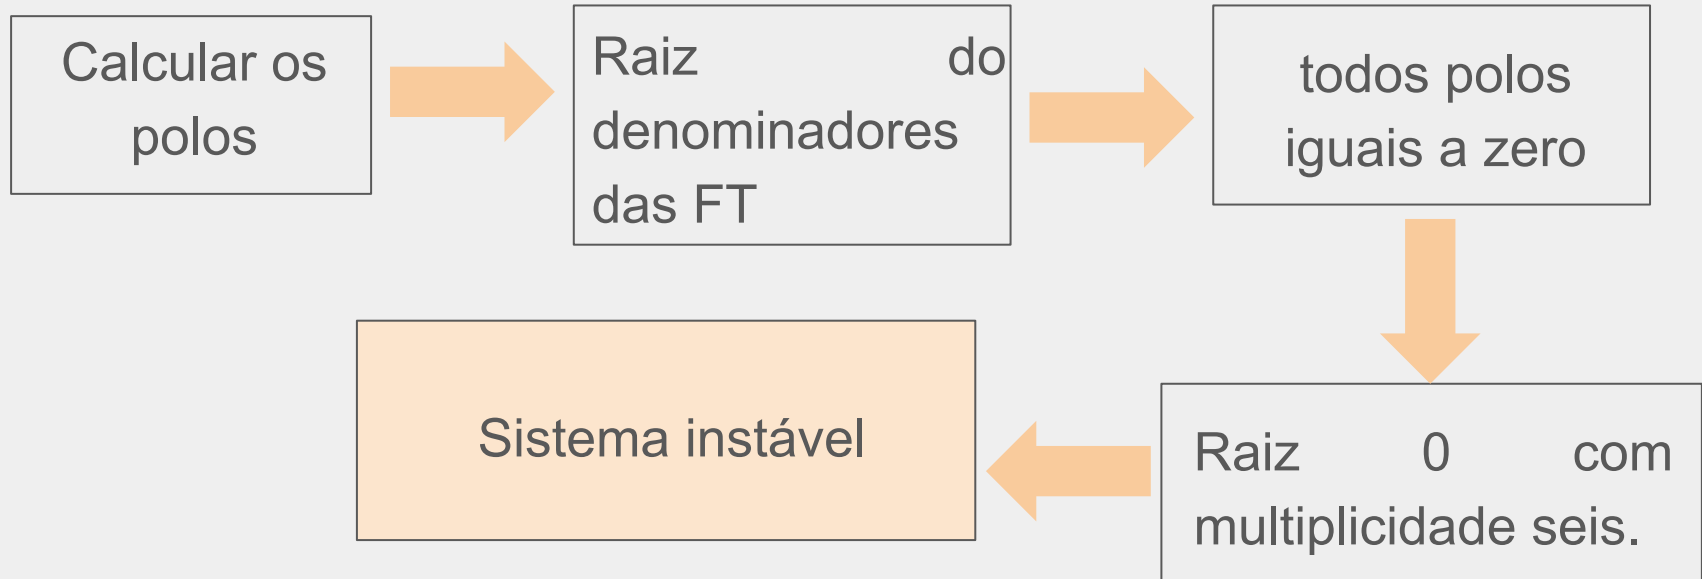 Calcular os
polos
Raiz do
denominadores
das FT
todos polos
iguais a zero
Raiz 0 com
multiplicidade seis.
Sistema instável